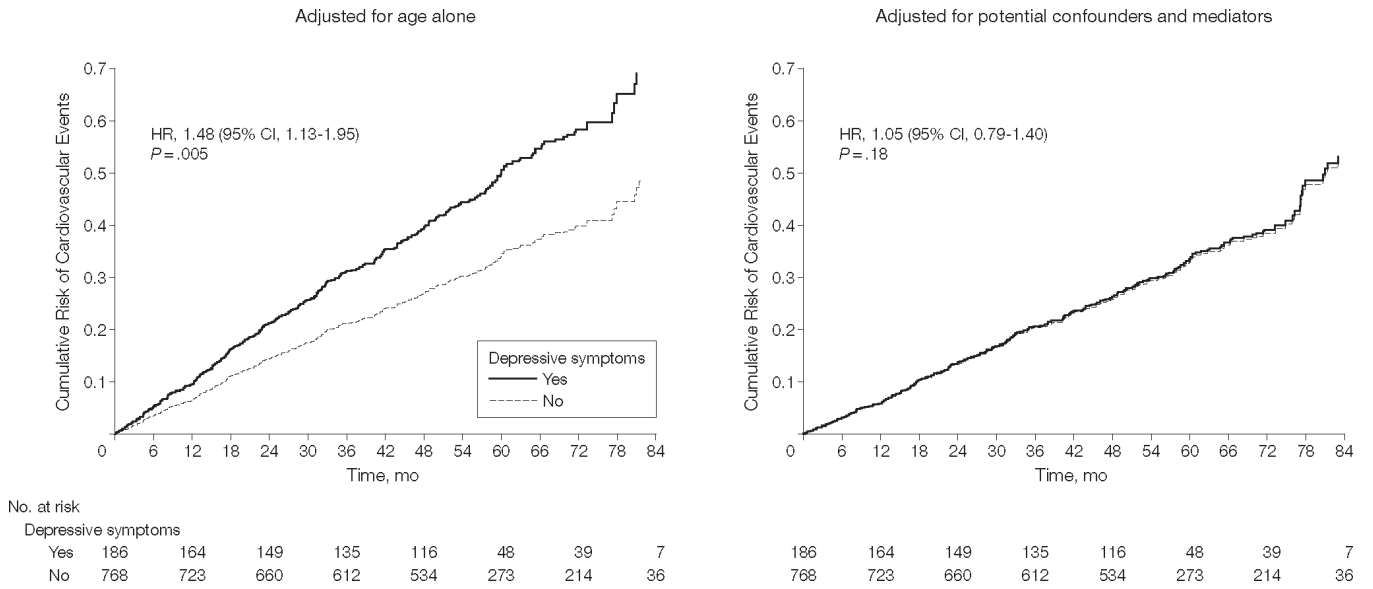 Adjusted for age alone
Cumulative Risk of Cardiovascular Events
0.7
0.6
0.5
0.4
0.3
0.2
0.1
HR, 1.48 (95% CI, 1.13-1.95)
P=.005
Depressive symptoms
Yes
No
0 6 12 18 24 30 36 42 48 54 60 66 72 78 84
Time, mo
Adjusted for potential confounders and mediators
Cumulative Risk of Cardiovascular Events
0.7
0.6
0.5
0.4
0.3
0.2
0.1
HR, 1.05 (95% CI, 0.79-1.40)
P=.18
0 6 12 18 24 30 36 42 48 54 60 66 72 78 84
Time, mo
No. at risk
Depressive symptoms
Yes 186 164 149 135 116 48 39 7 186 164 149 135 116 48 39 7
No 768 723 660 612 534 273 214 36 768 723 660 612 534 273 214 36